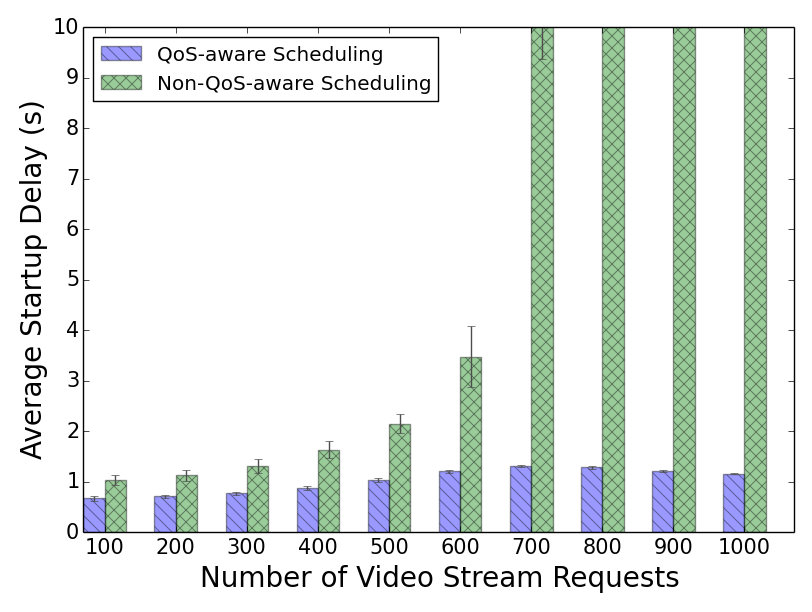 10
9
8
7
6
5
4
3
2
1
0
Average Startup Delay (s)
QoS-aware Scheduling
Non-QoS-aware Scheduling
100 200 300 400 500 600 700 800 900 1000
Number of Video Stream Requests